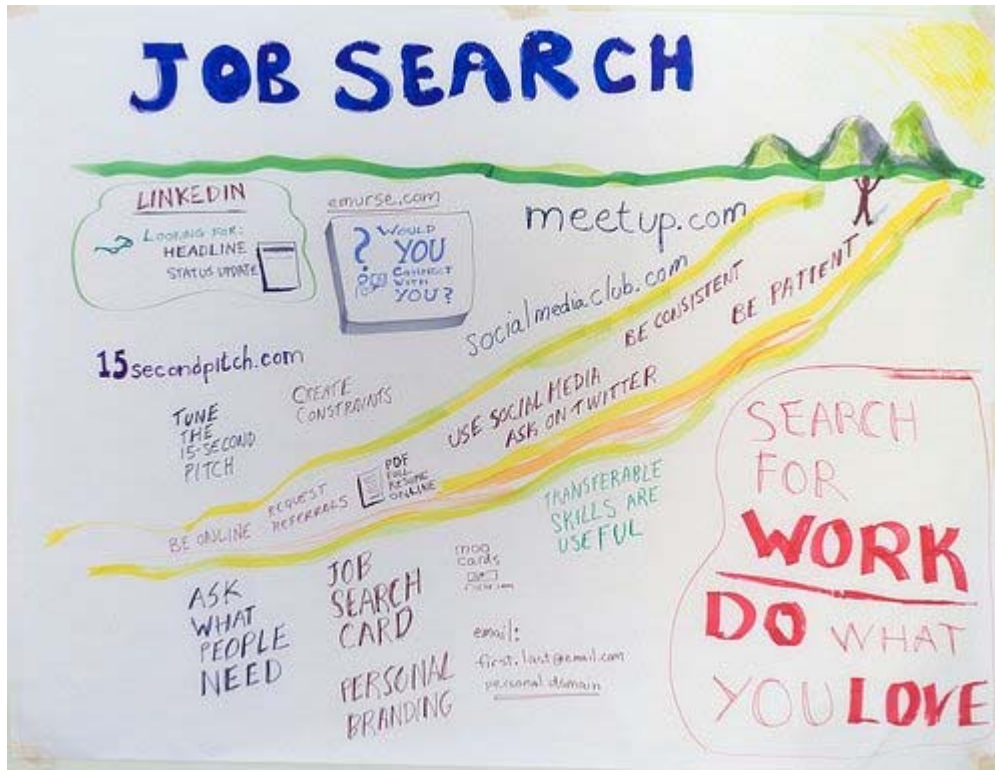 JOB SEARCH
LINKEDIN
LOOKING FOR:
HEADLINE
STATUS UPDATE
emurse.com
? WOULD
YOU
CONNECT
WITH
YOU?
meetup.com
socialmediaclub.com
BE CONSISTENT
BE PATIENT
15secondpitch.com
TUNE
THE
15-SECOND
PITCH
CREATE
CONSTRAINTS
USE SOCIAL MEDIA
ASK ON TWITTER
BE ONLINE
REQUEST
REFERRALS
PDF
FULL
RESUME
ONLINE
TRANSFERABLE
SKILLS ARE
USEFUL
ASK
WHAT
PEOPLE
NEED
JOB
SEARCH
CARD
PERSONAL
BRANDING
moo
cards
email:
first.last@email.com
personal domain
SEARCH
FOR
WORK
DO WHAT
YOU LOVE